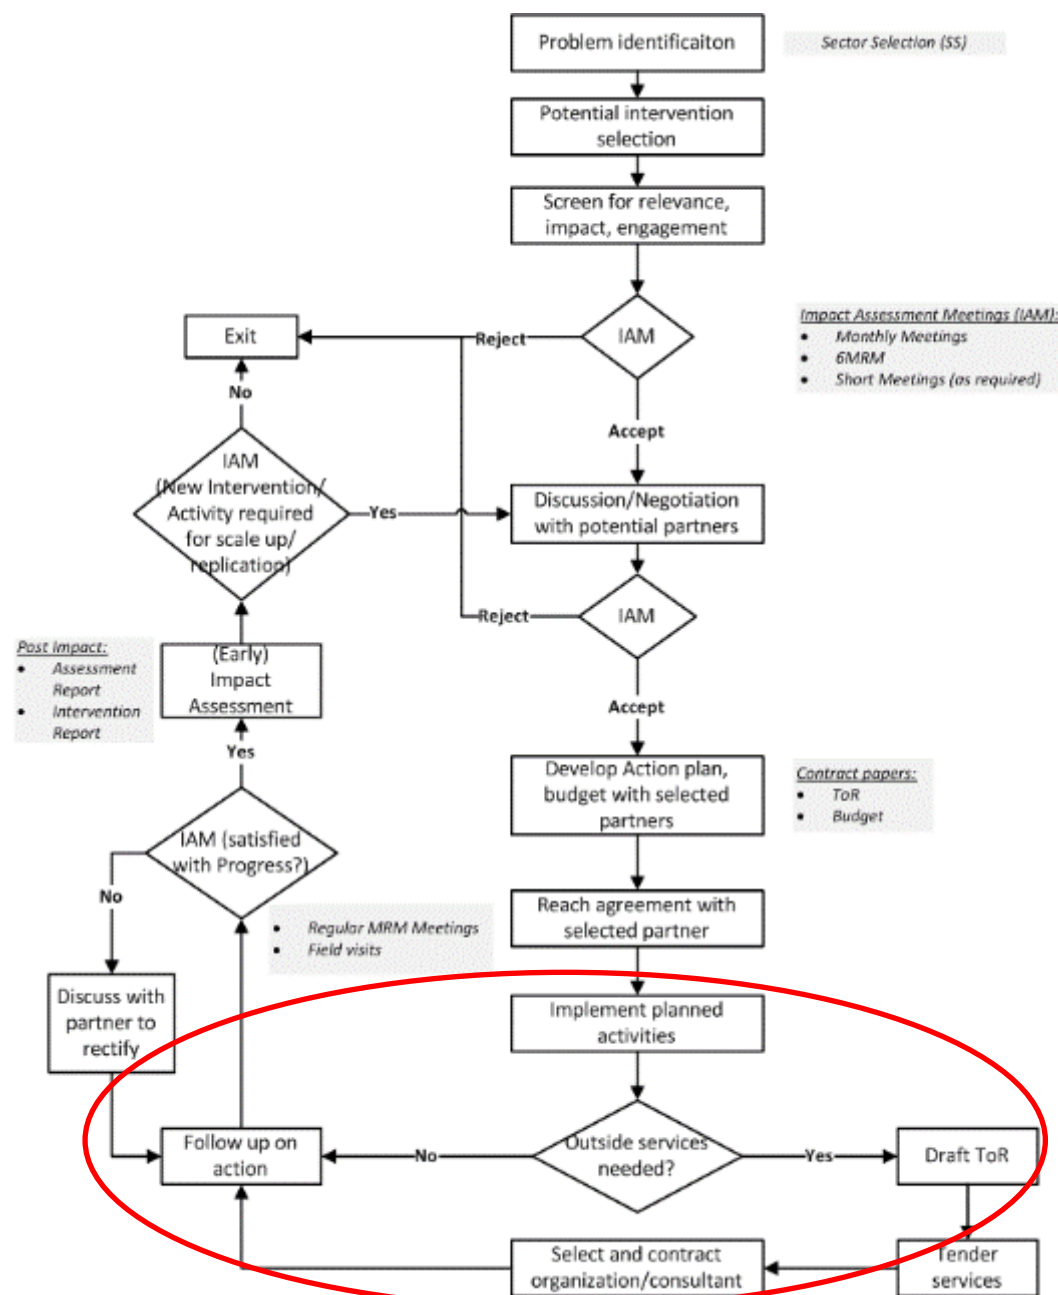 Problem identificaiton
Sector Selection (SS)
Potential intervention
selection
Screen for relevance,
impact, engagement
Exit
Reject
IAM
Impact Assessment Meetings (IAM):
• Monthly Meetings
• 6MRM
• Short Meetings (as required)
No
Accept
IAM
(New Intervention/
Activity required
for scale up/
replication)
Yes
Discussion/Negotiation
with potential partners
Reject
IAM
Post Impact:
• Assessment
Report
• Intervention
Report
(Early)
Impact
Assessment
Accept
Yes
Develop Action plan,
budget with selected
partners
Contract papers:
• ToR
• Budget
IAM (satisfied
with Progress?)
No
Reach agreement with
selected partner
• Regular MRM Meetings
• Field visits
Discuss with
partner to
rectify
Implement planned
activities
Follow up on
action
No
Outside services
needed?
Yes
Draft ToR
Select and contract
organization/consultant
Tender
services